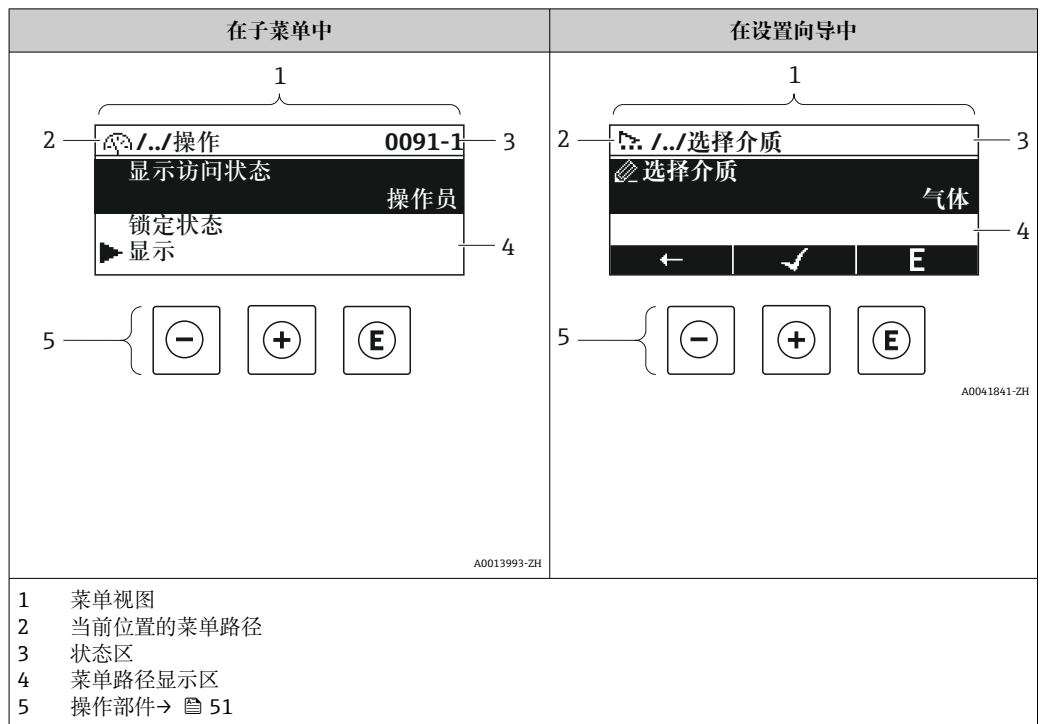 在子菜单中
在设置向导中
1
2
/../操作 0091-1
3
显示访问状态
操作员
锁定状态
显示
4
5
- + E
A0013993-ZH
1
2
/../选择介质
3
选择介质
气体
4
← ✓ E
5
- + E
A0041841-ZH
1 菜单视图
2 当前位置的菜单路径
3 状态区
4 菜单路径显示区
5 操作部件→ 51